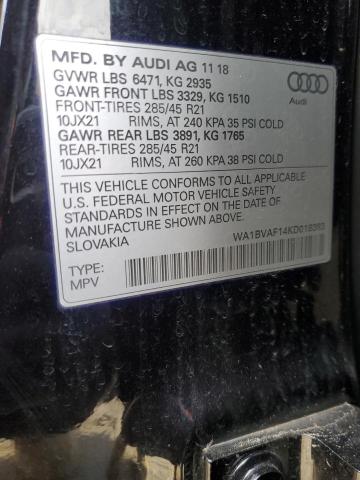 MFD. BY AUDI AG 11 18
GVWR LBS 6471, KG 2935
GAWR FRONT LBS 3329, KG 1510
FRONT-TIRES 285/45 R21
10JX21 RIMS, AT 240 KPA 35 PSI COLD
GAWR REAR LBS 3891, KG 1765
REAR-TIRES 285/45 R21
10JX21 RIMS, AT 260 KPA 38 PSI COLD
Audi
THIS VEHICLE CONFORMS TO ALL APPLICABLE
U.S. FEDERAL MOTOR VEHICLE SAFETY
STANDARDS IN EFFECT ON THE DATE OF
MANUFACTURE SHOWN ABOVE.
SLOVAKIA
WA1BVAF14KD018383
TYPE:
MPV